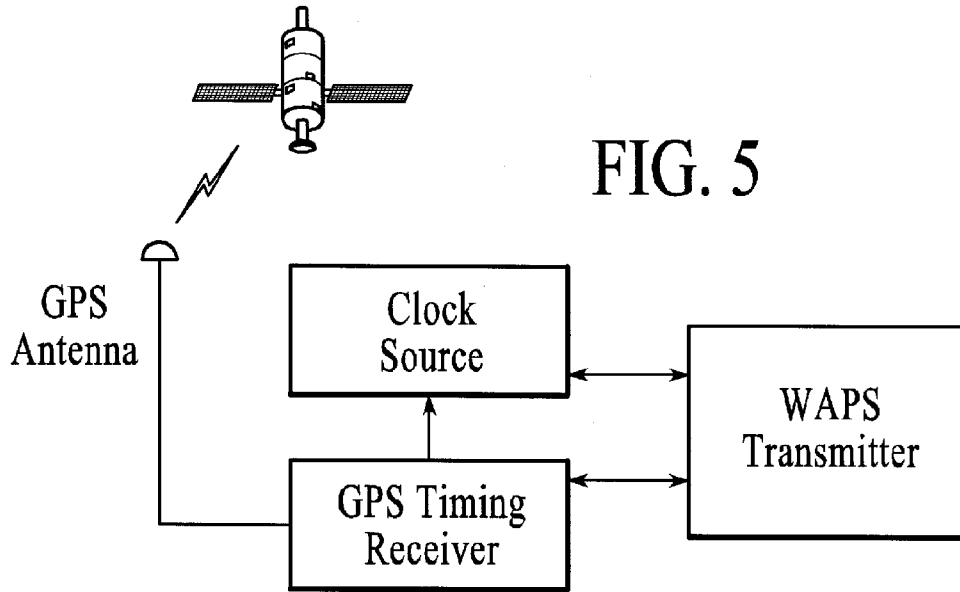 FIG. 5
GPS
Antenna
Clock
Source
WAPS
Transmitter
GPS Timing
Receiver